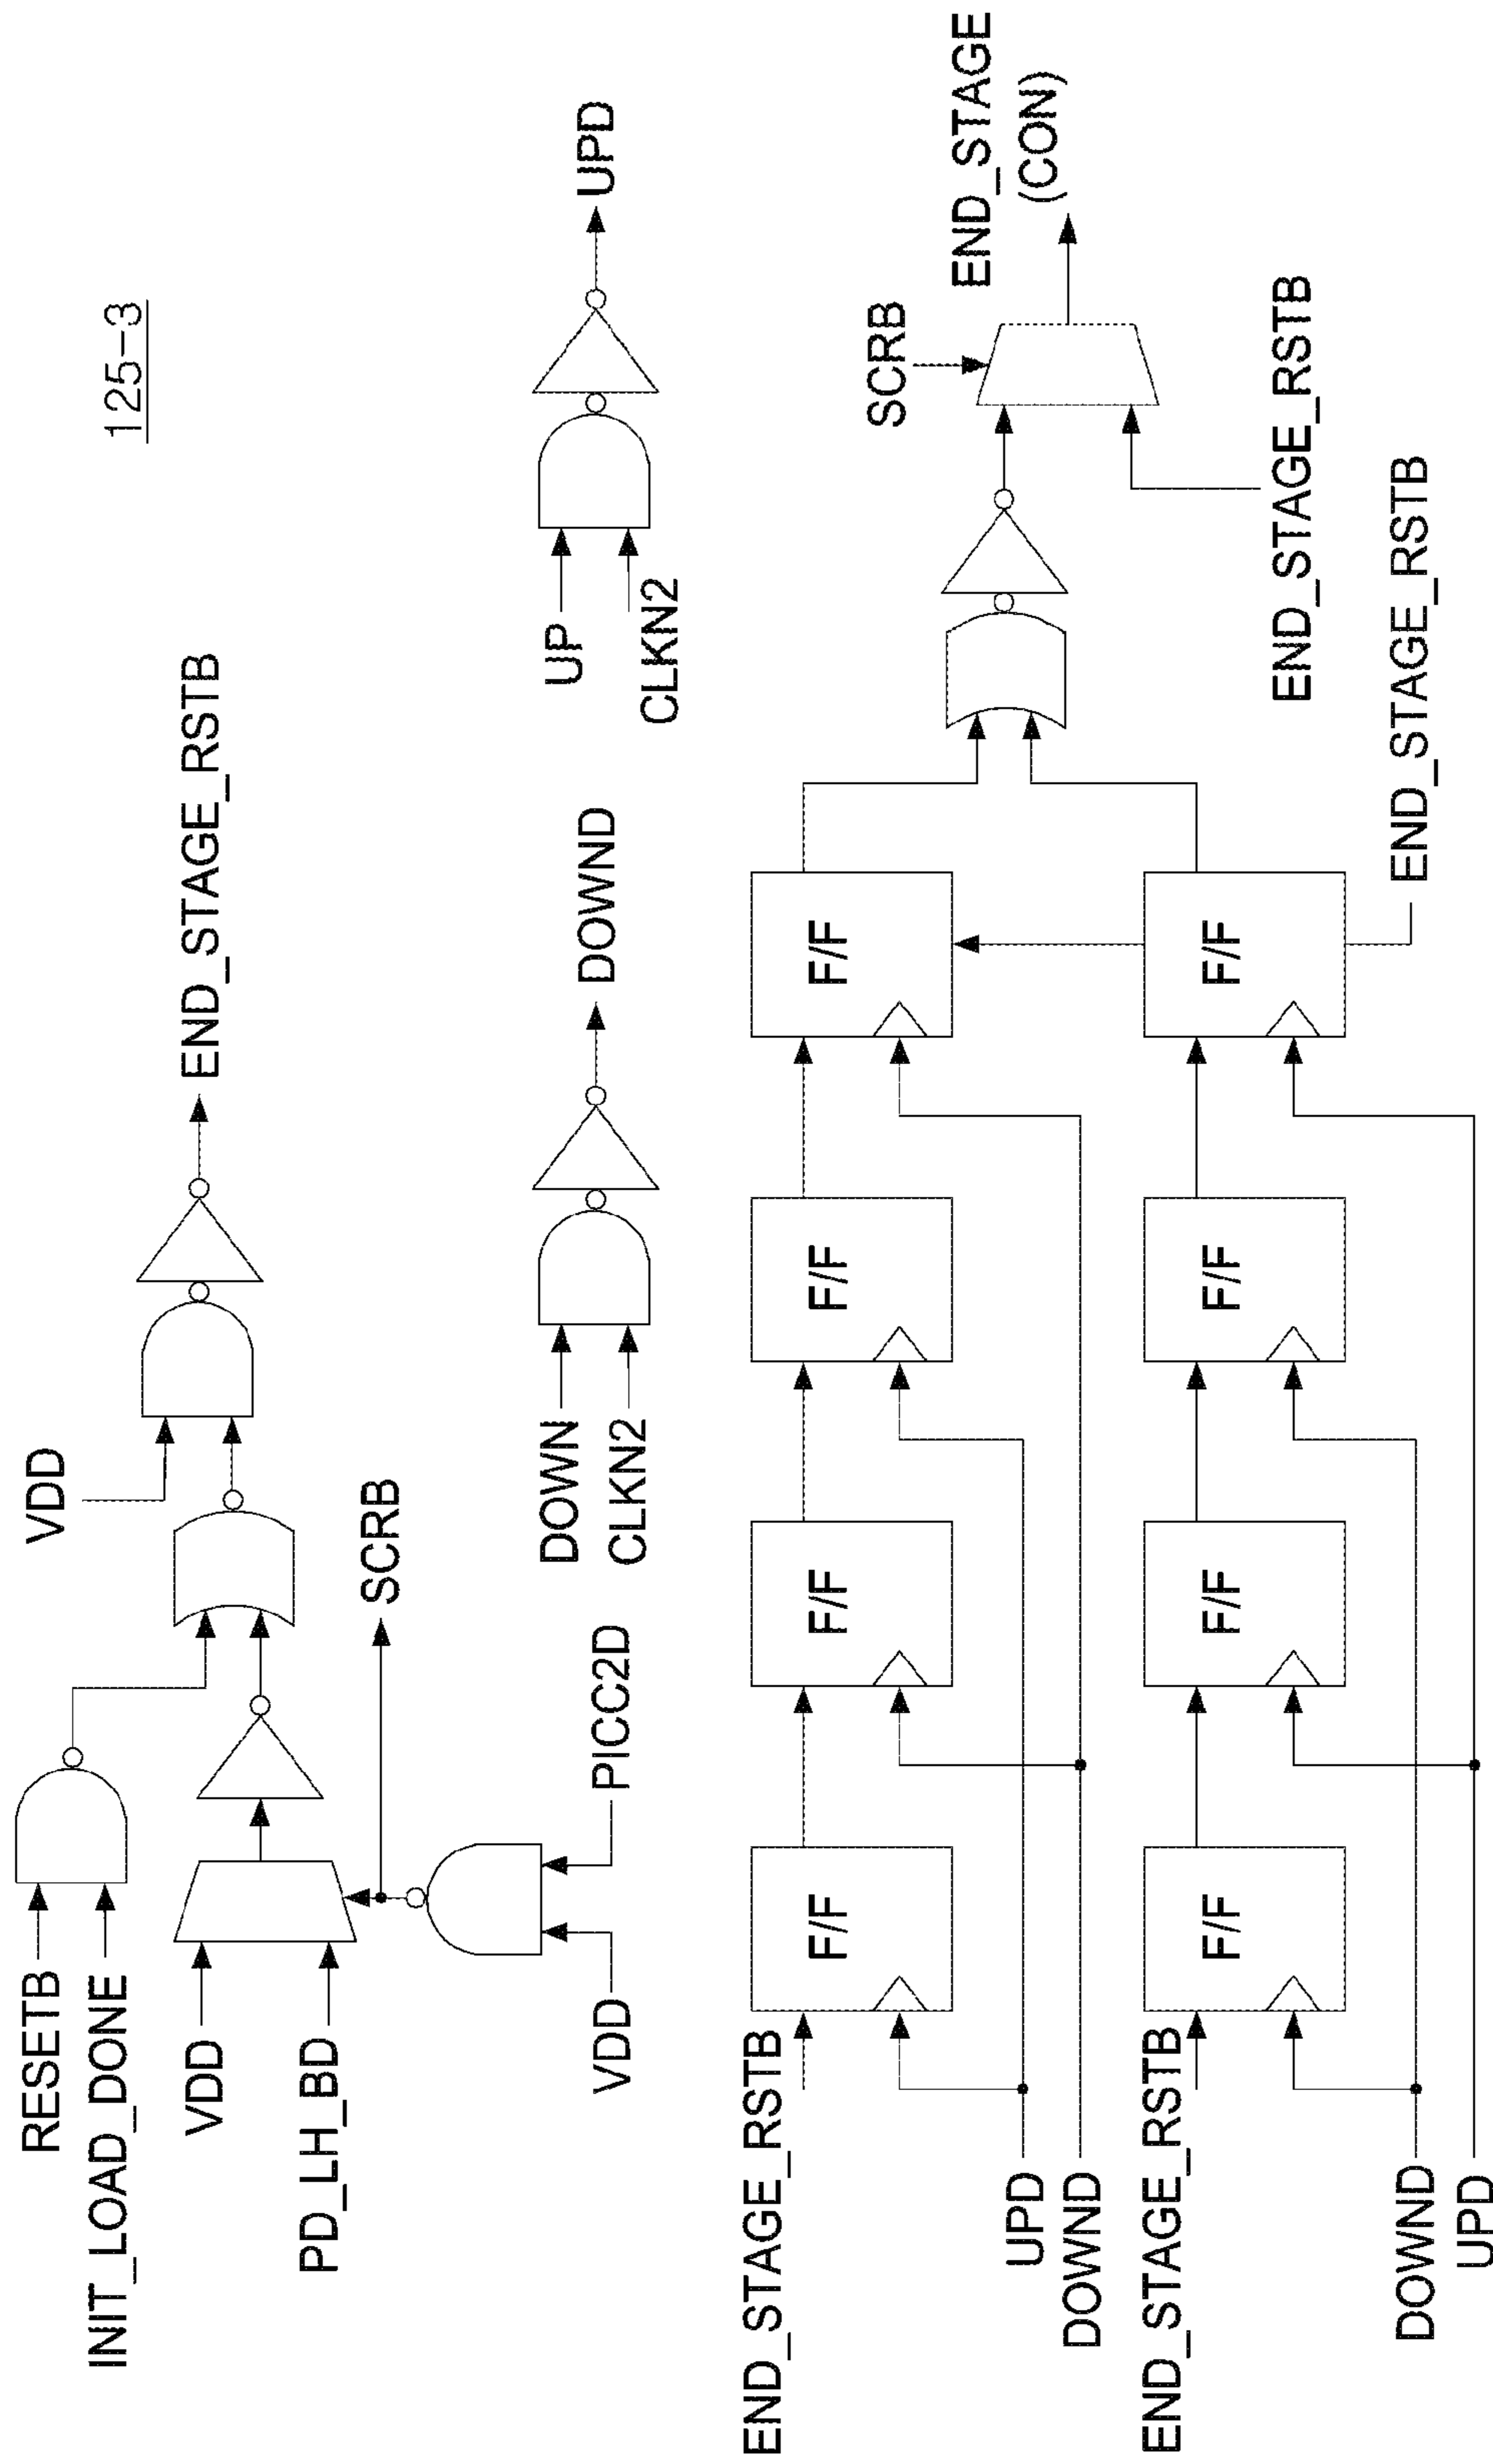 125-3
RESETB
INIT_LOAD_DONE
VDD
PD_LH_BD
VDD
PICC2D
SCRB
VDD
END_STAGE_RSTB
DOWN
CLKN2
DOWND
UP
CLKN2
UPD
END_STAGE_RSTB
F/F
F/F
F/F
F/F
UPD
DOWND
END_STAGE_RSTB
F/F
F/F
F/F
F/F
DOWND
UPD
END_STAGE_RSTB
SCRB
END_STAGE_RSTB
END_STAGE
(CON)